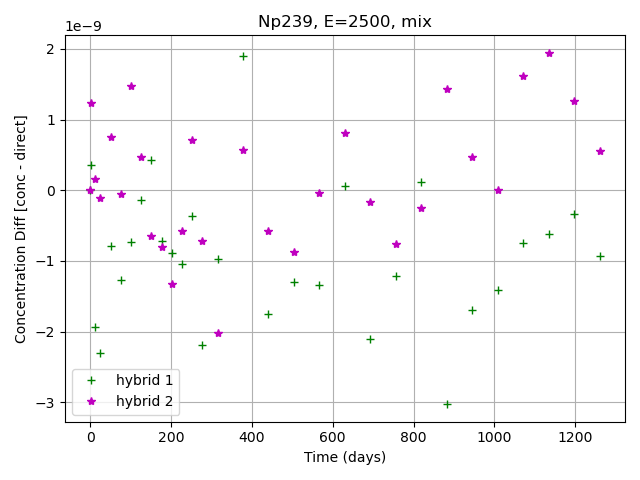 Np239, E=2500, mix
1e−9
2
1
0
−1
−2
−3
Concentration Diff [conc - direct]
hybrid 1
hybrid 2
0 200 400 600 800 1000 1200
Time (days)